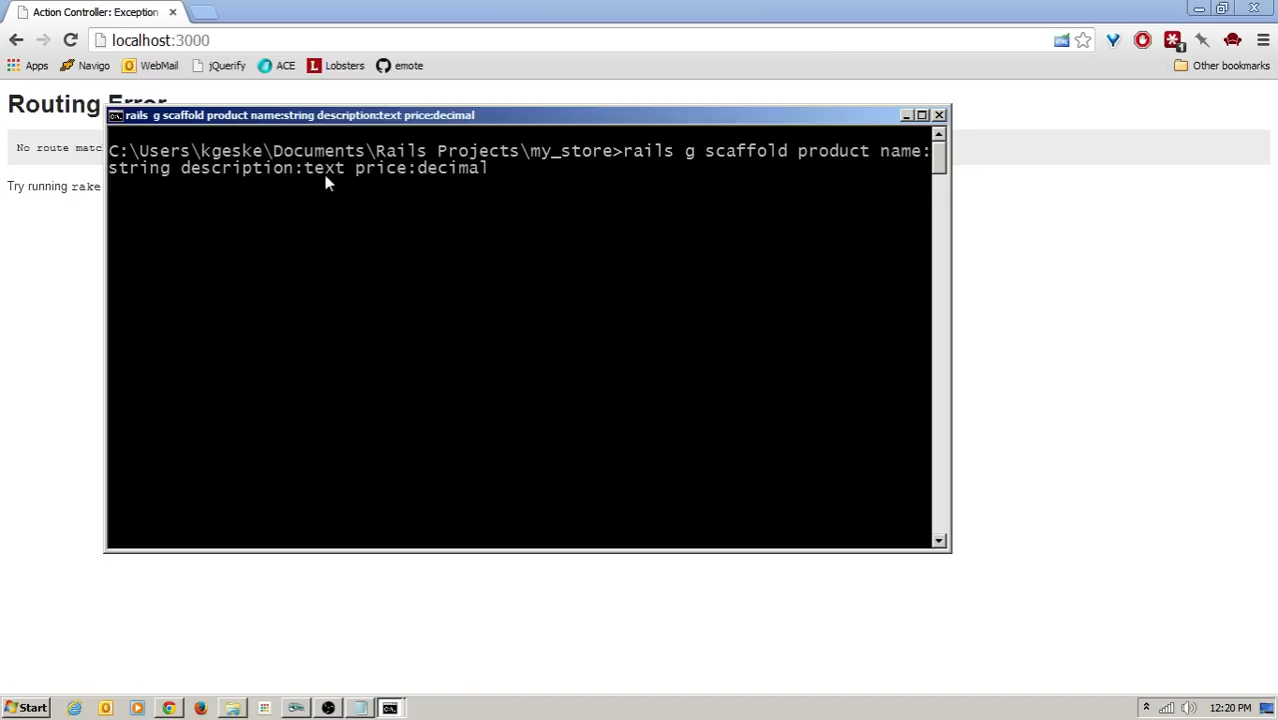 Action Controller: Exception
localhost:3000
Apps Navigo WebMail jQuerify ACE Lobsters emote Other bookmarks
Routing Error
rails g scaffold product name:string description:text price:decimal
No route matc
C:\Users\kgeske\Documents\Rails Projects\my_store>rails g scaffold product name:
string description:text price:decimal
Try running rake
Start 12:20 PM